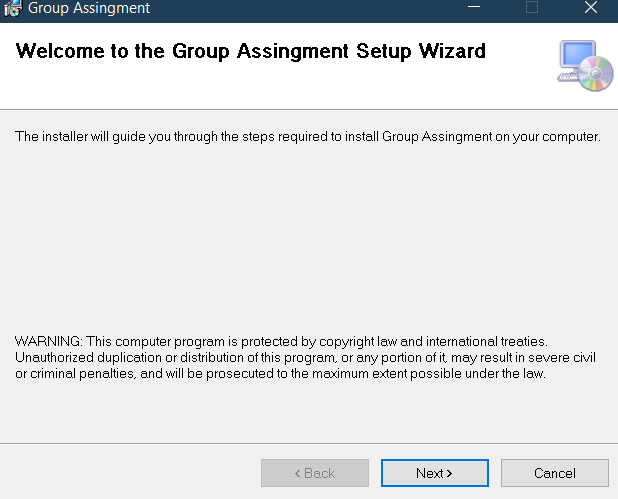 Group Assingment
Welcome to the Group Assingment Setup Wizard
The installer will guide you through the steps required to install Group Assingment on your computer.
WARNING: This computer program is protected by copyright law and international treaties.
Unauthorized duplication or distribution of this program, or any portion of it, may result in severe civil
or criminal penalties, and will be prosecuted to the maximum extent possible under the law.
< Back
Next >
Cancel